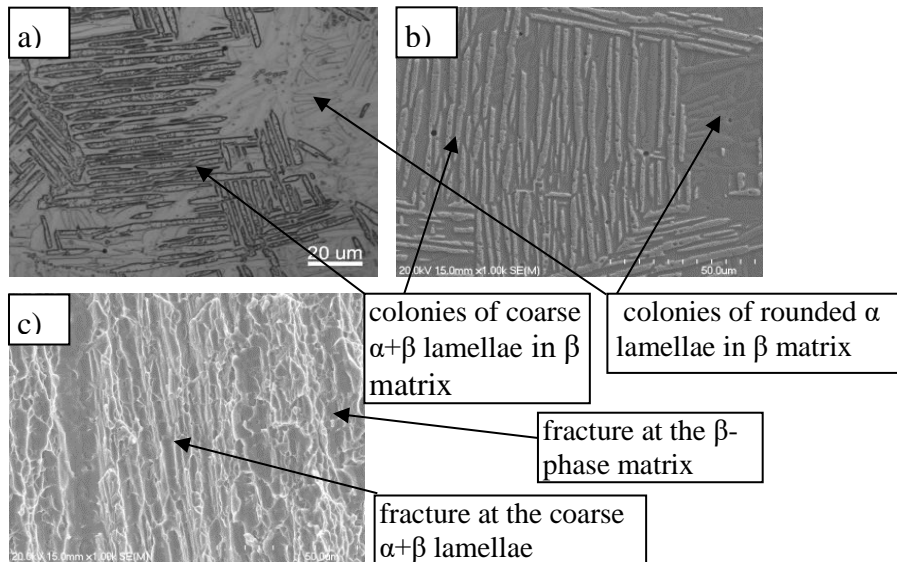 a)
b)
20 um
20.0kV 15.0mm x1.00k SE(M)
50.0um
c)
colonies of coarse
α+β lamellae in β
matrix
colonies of rounded α
lamellae in β matrix
fracture at the β-
phase matrix
fracture at the coarse
α+β lamellae
20.0kV 15.0mm x1.00k SE(M)
50.0um